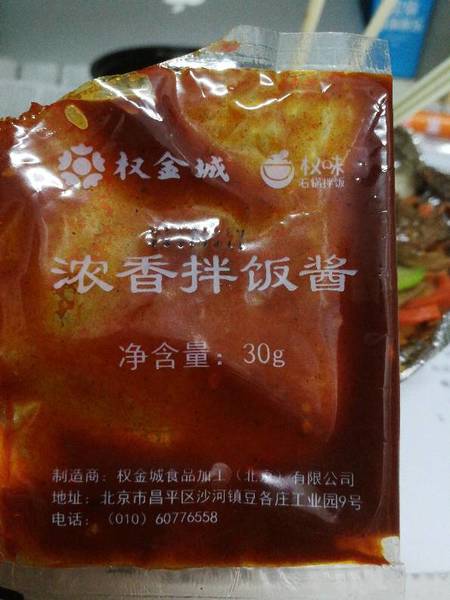 权金城
权味
石锅拌饭
浓香拌饭酱
净含量：30g
制造商：权金城食品加工（北京）有限公司
地址：北京市昌平区沙河镇豆各庄工业园9号
电话：（010）60776558